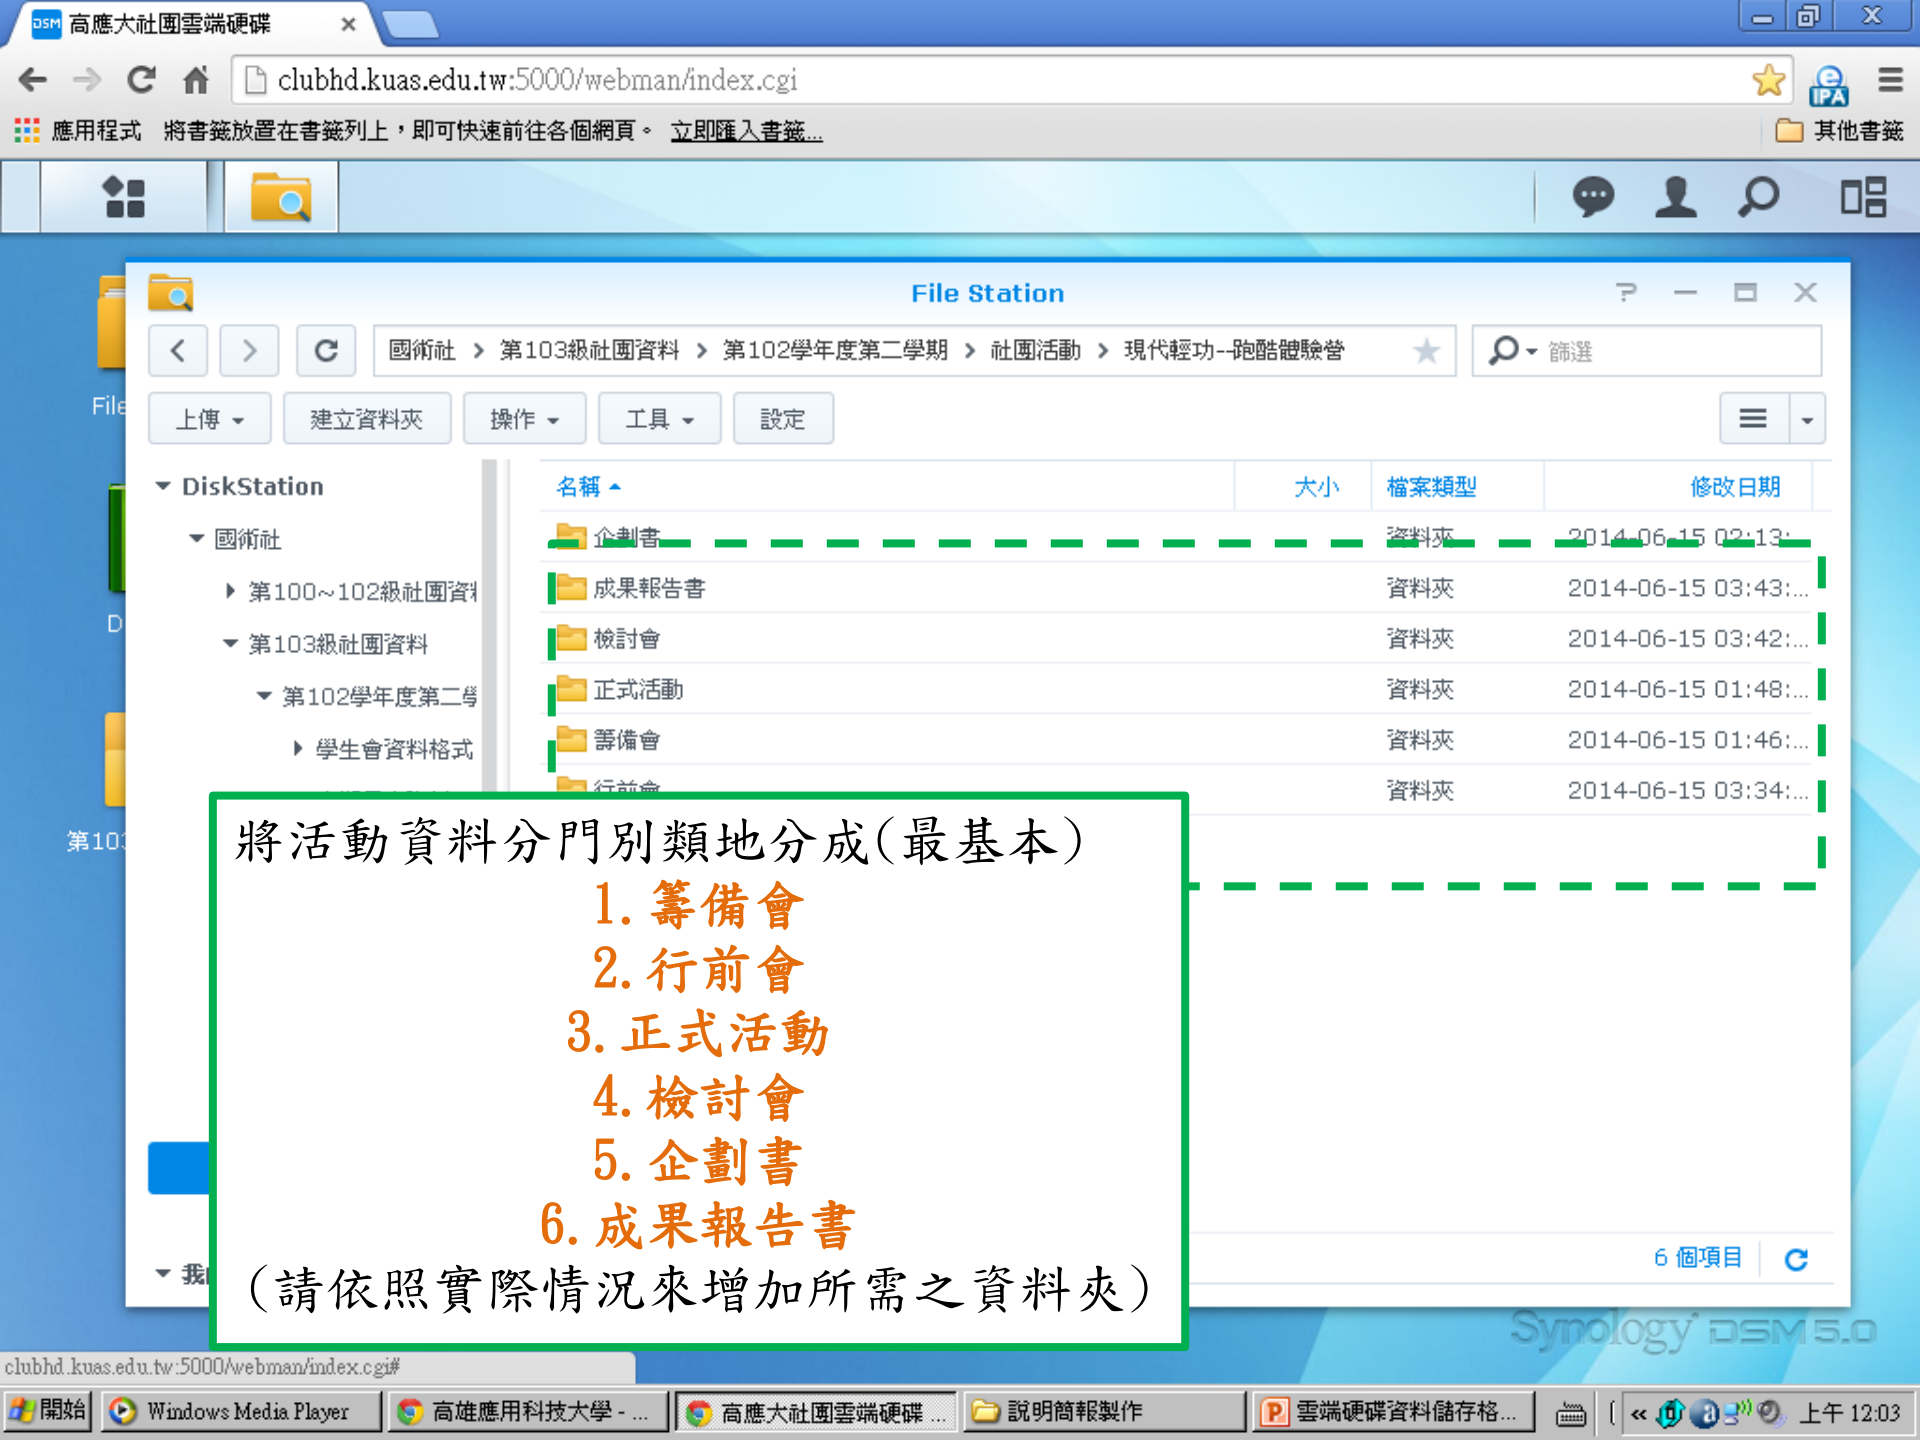 DSM 高應大社團雲端硬碟
clubhd.kuas.edu.tw:5000/webman/index.cgi
IPA
應用程式 將書籤放置在書籤列上，即可快速前往各個網頁。 立即匯入書籤...
其他書籤
File Station
國術社 > 第103級社團資料 > 第102學年度第二學期 > 社團活動 > 現代輕功--跑酷體驗營
篩選
File
上傳 建立資料夾 操作 工具 設定
DiskStation
名稱 大小 檔案類型 修改日期
國術社
企劃書 資料夾 2014-06-15 02:13:...
第100~102級社團資料
成果報告書 資料夾 2014-06-15 03:43:...
D
第103級社團資料
檢討會 資料夾 2014-06-15 03:42:...
第102學年度第二學
正式活動 資料夾 2014-06-15 01:48:...
學生會資料格式
籌備會 資料夾 2014-06-15 01:46:...
行前會 資料夾 2014-06-15 03:34:...
第103
將活動資料分門別類地分成(最基本)
1.籌備會
2.行前會
3.正式活動
4.檢討會
5.企劃書
6.成果報告書
(請依照實際情況來增加所需之資料夾)
6 個項目
Synology DSM 5.0
clubhd.kuas.edu.tw:5000/webman/index.cgi#
開始 Windows Media Player 高雄應用科技大學 - ... 高應大社團雲端硬碟 ... 說明簡報製作 雲端硬碟資料儲存格... 上午 12:03